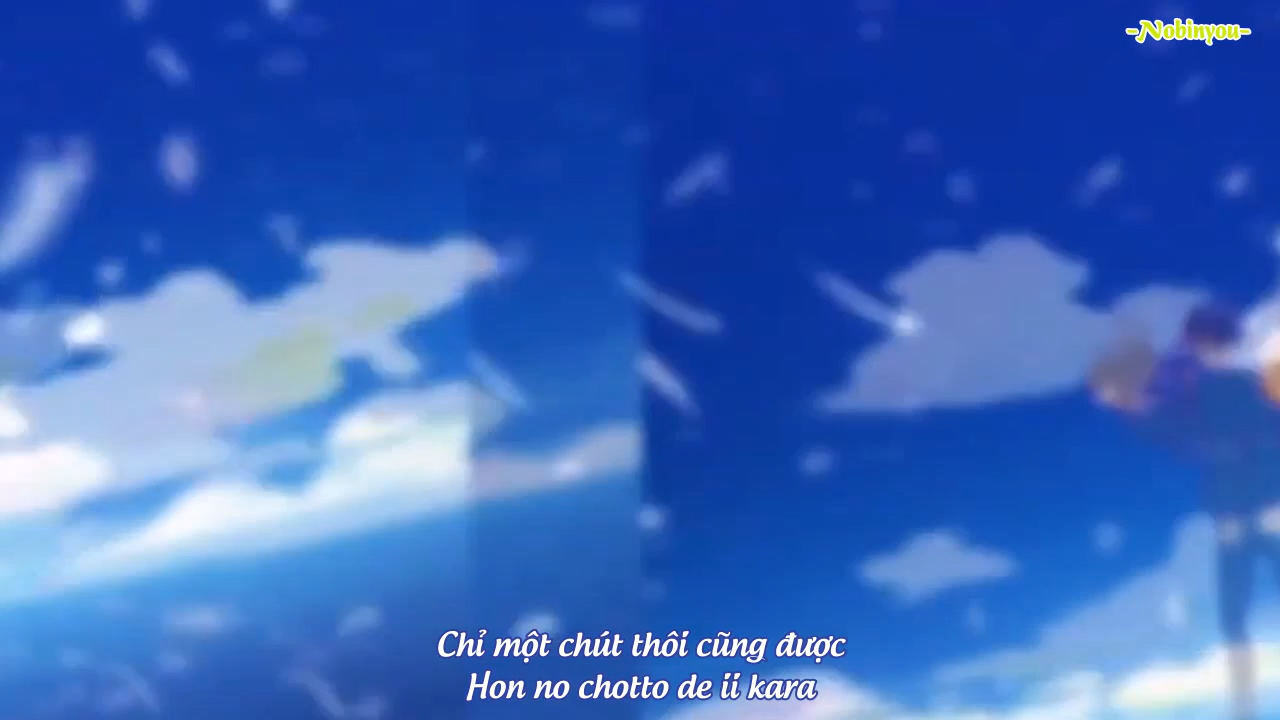 -Nobinyou-
Chỉ một chút thôi cũng được
Hon no chotto de ii kara